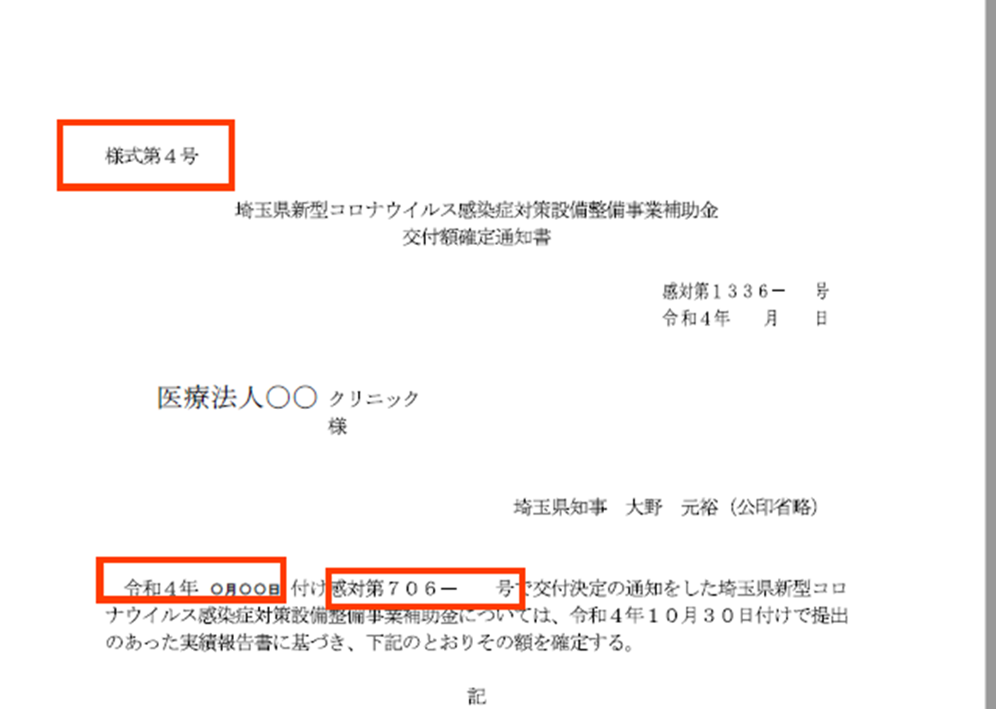 様式第４号
埼玉県新型コロナウイルス感染症対策設備整備事業補助金
交付額確定通知書
感対第１３３６－　　号
令和４年　　月　　日
医療法人〇〇 クリニック
様
埼玉県知事　大野　元裕（公印省略）
令和４年 〇月〇〇日 付け感対第７０６－　　号で交付決定の通知をした埼玉県新型コロ
ナウイルス感染症対策設備整備事業補助金については、令和４年１０月３０日付けで提出
のあった実績報告書に基づき、下記のとおりその額を確定する。
記